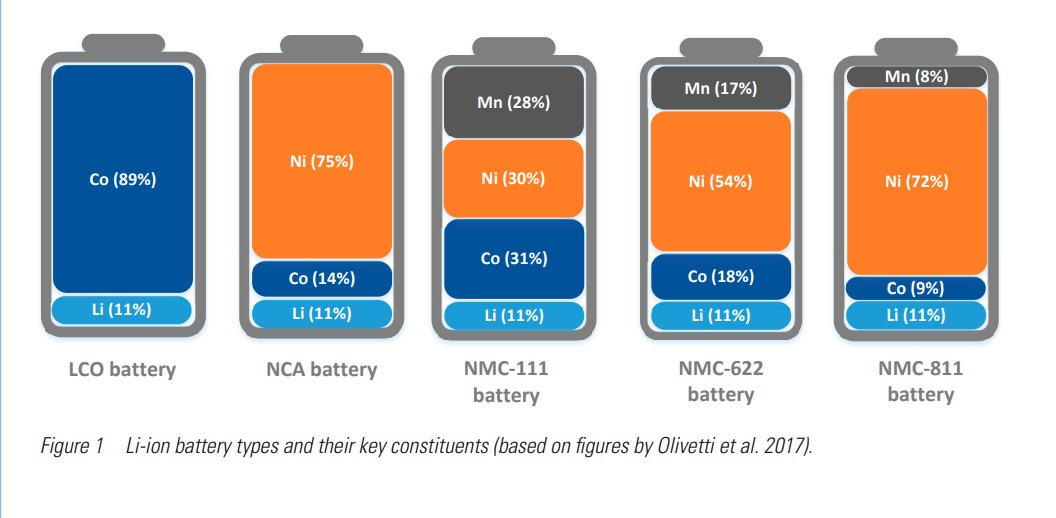 Co (89%)
Li (11%)
LCO battery
Ni (75%)
Co (14%)
Li (11%)
NCA battery
Mn (28%)
Ni (30%)
Co (31%)
Li (11%)
NMC-111
battery
Mn (17%)
Ni (54%)
Co (18%)
Li (11%)
NMC-622
battery
Mn (8%)
Ni (72%)
Co (9%)
Li (11%)
NMC-811
battery
Figure 1 Li-ion battery types and their key constituents (based on figures by Olivetti et al. 2017).